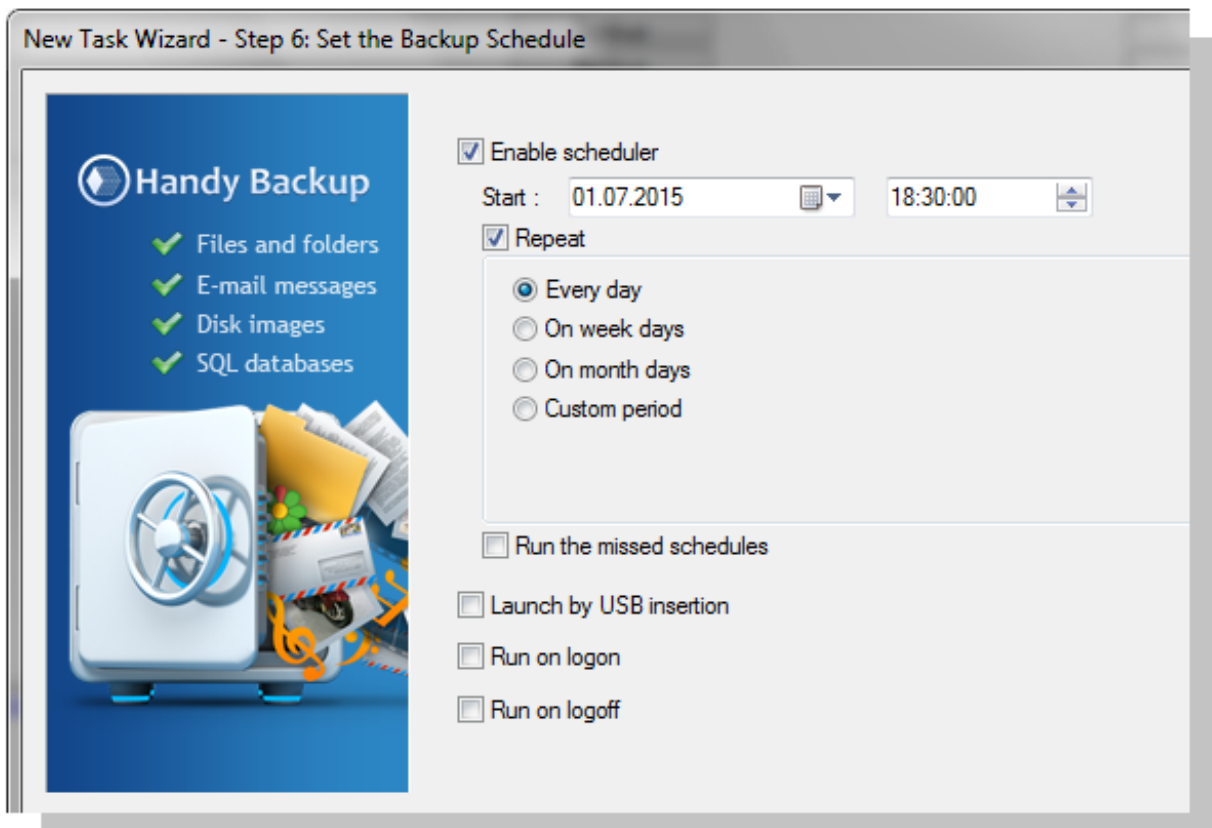 New Task Wizard - Step 6: Set the Backup Schedule
Handy Backup
Files and folders
E-mail messages
Disk images
SQL databases
Enable scheduler
Start : 01.07.2015 18:30:00
Repeat
Every day
On week days
On month days
Custom period
Run the missed schedules
Launch by USB insertion
Run on logon
Run on logoff